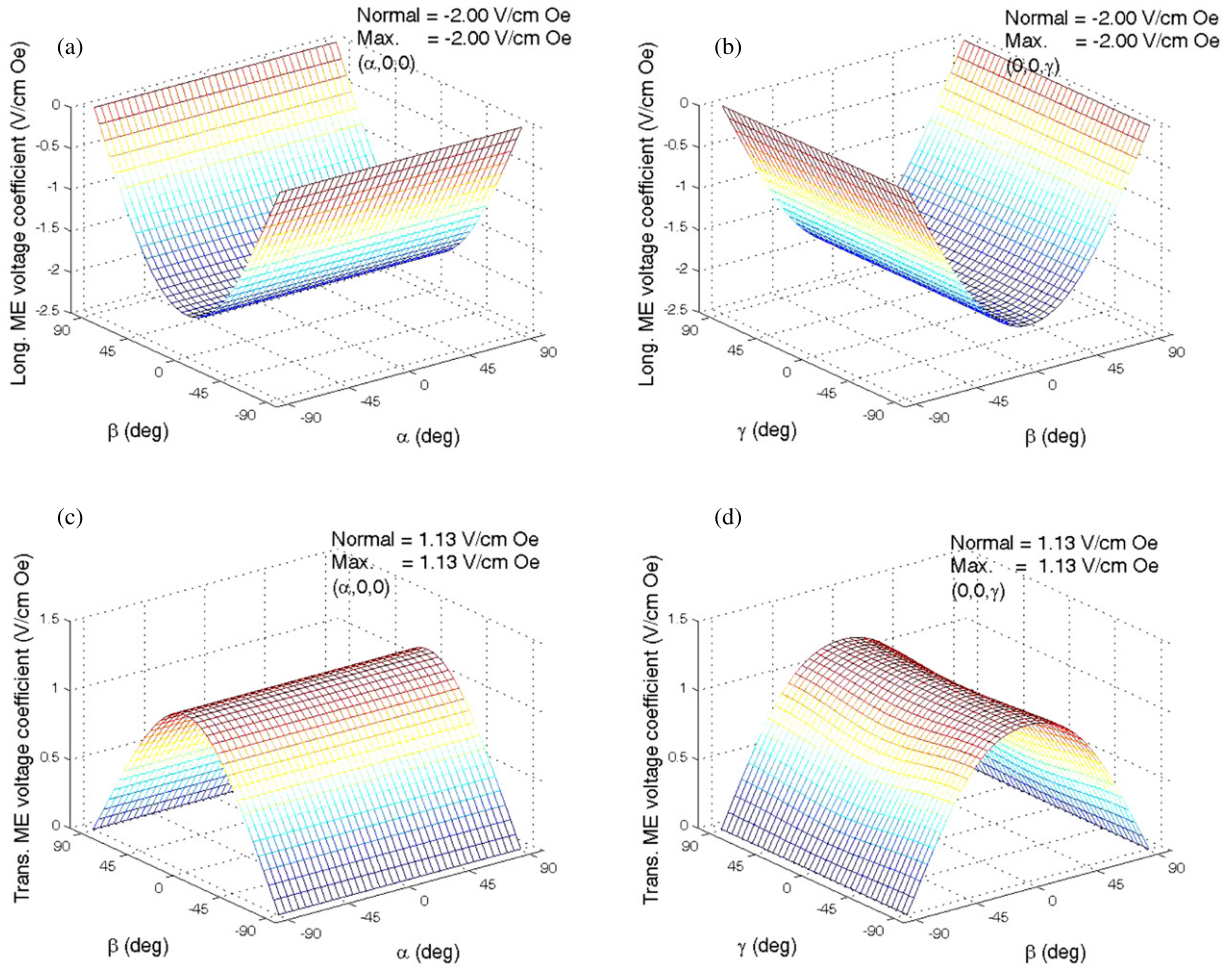 (a)
Normal = -2.00 V/cm Oe
Max. = -2.00 V/cm Oe
(α,0,0)
Long. ME voltage coefficient (V/cm Oe)
0
-0.5
-1
-1.5
-2
-2.5
90
45
0
-45
-90
β (deg)
-90
-45
0
45
90
α (deg)
(b)
Normal = -2.00 V/cm Oe
Max. = -2.00 V/cm Oe
(0,0,γ)
Long. ME voltage coefficient (V/cm Oe)
0
-0.5
-1
-1.5
-2
-2.5
90
45
0
-45
-90
γ (deg)
-90
-45
0
45
90
β (deg)
(c)
Normal = 1.13 V/cm Oe
Max. = 1.13 V/cm Oe
(α,0,0)
Trans. ME voltage coefficient (V/cm Oe)
1.5
1
0.5
0
90
45
0
-45
-90
β (deg)
-90
-45
0
45
90
α (deg)
(d)
Normal = 1.13 V/cm Oe
Max. = 1.13 V/cm Oe
(0,0,γ)
Trans. ME voltage coefficient (V/cm Oe)
1.5
1
0.5
0
90
45
0
-45
-90
γ (deg)
-90
-45
0
45
90
β (deg)